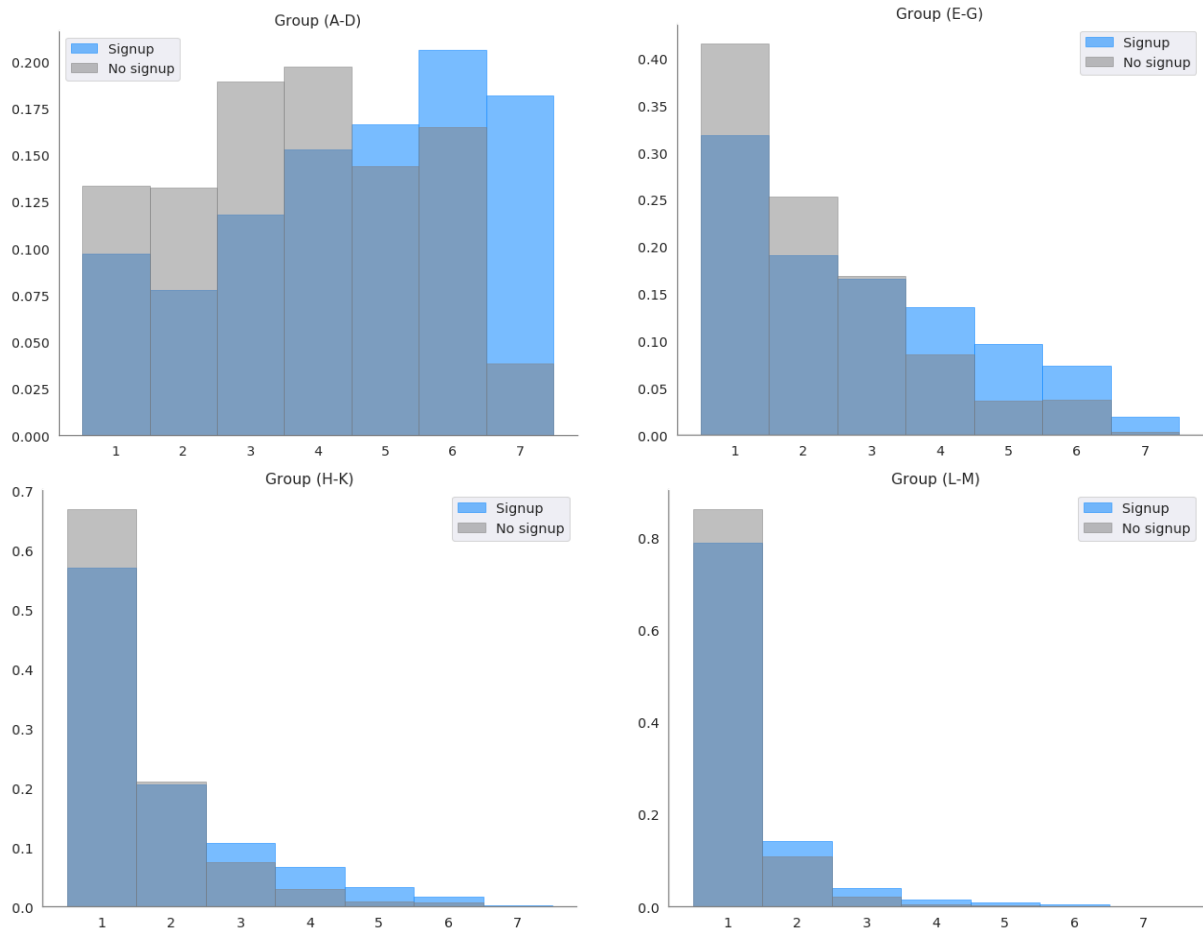 Group (A-D)
Signup
No signup
0.200
0.175
0.150
0.125
0.100
0.075
0.050
0.025
0.000
1 2 3 4 5 6 7
Group (E-G)
Signup
No signup
0.40
0.35
0.30
0.25
0.20
0.15
0.10
0.05
0.00
1 2 3 4 5 6 7
Group (H-K)
Signup
No signup
0.7
0.6
0.5
0.4
0.3
0.2
0.1
0.0
1 2 3 4 5 6 7
Group (L-M)
Signup
No signup
0.8
0.6
0.4
0.2
0.0
1 2 3 4 5 6 7